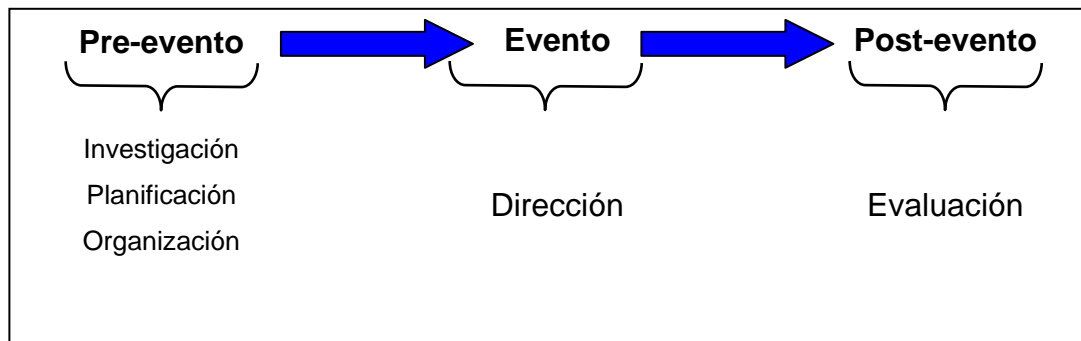 Pre-evento Evento Post-evento
Investigación
Planificación
Organización
Dirección
Evaluación